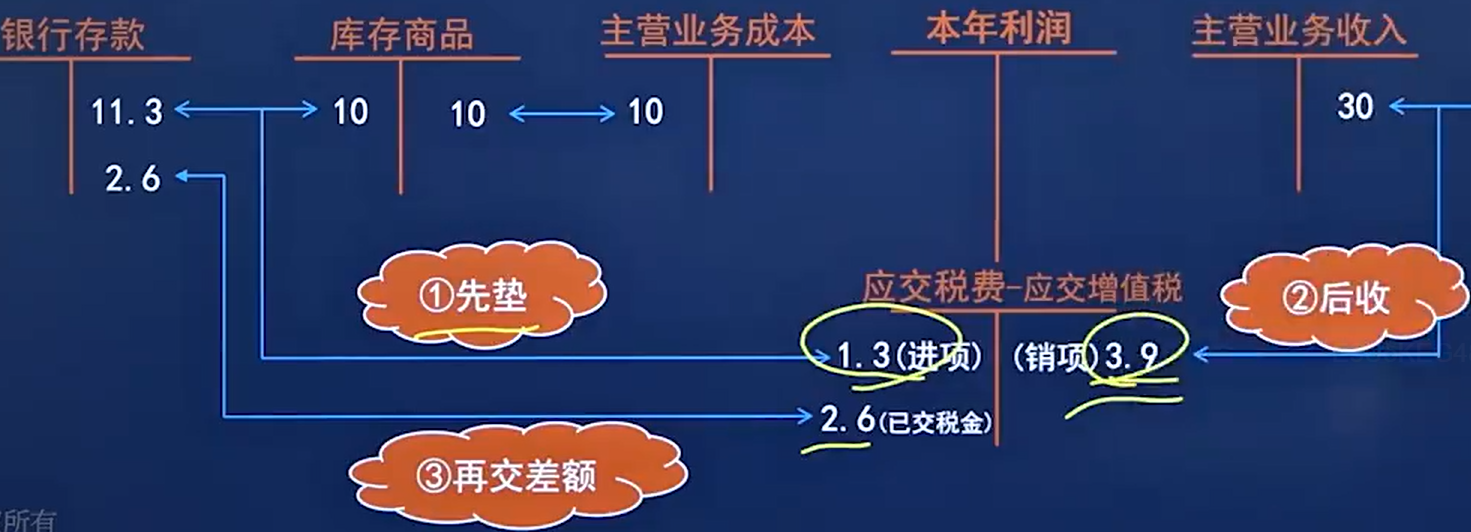 银行存款 库存商品 主营业务成本 本年利润 主营业务收入
11.3 10 10 10 30
2.6
①先垫 应交税费-应交增值税 ②后收
1.3(进项) (销项)3.9
2.6(已交税金)
③再交差额
所有